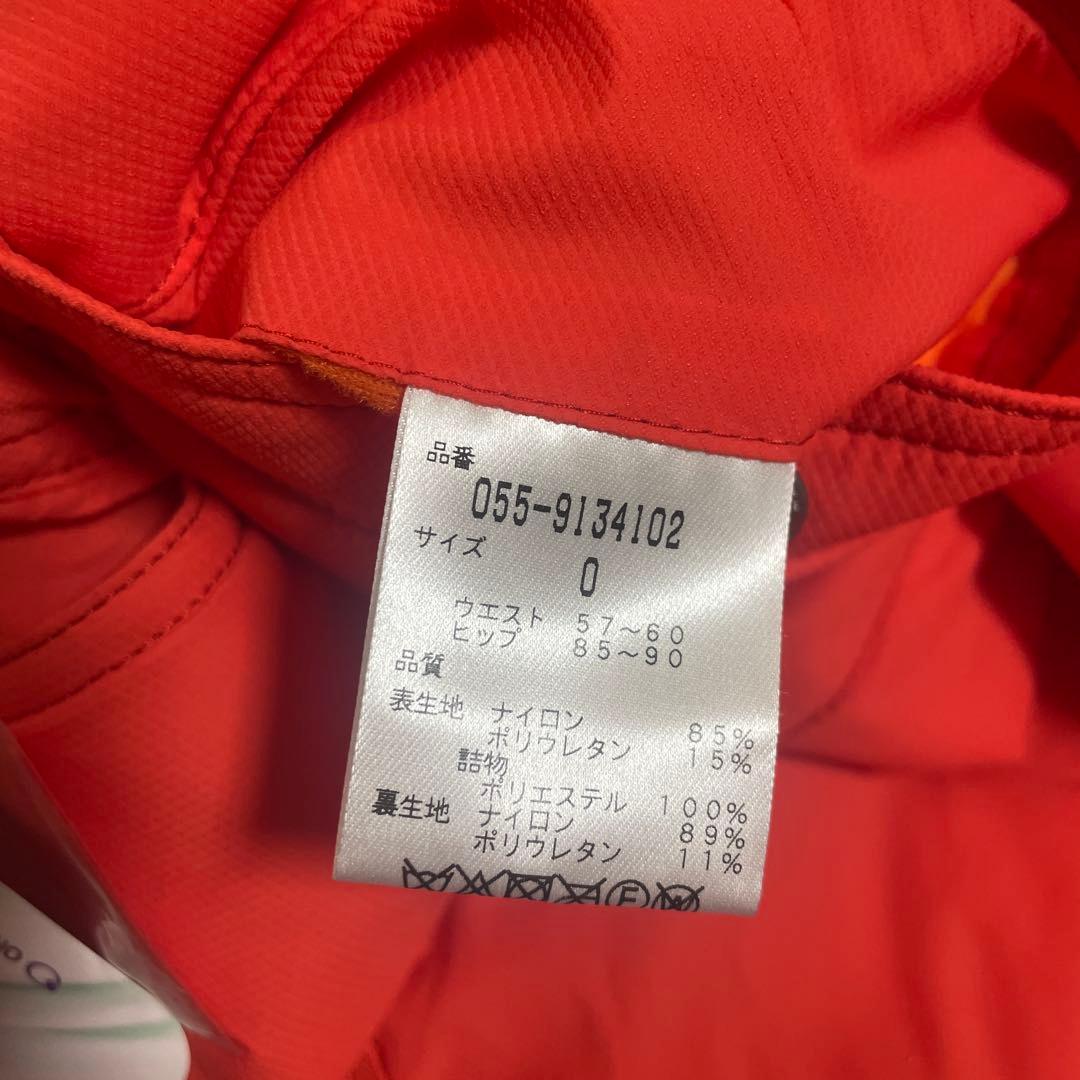 品番
055-9134102
サイズ
0
ウエスト 57～60
ヒップ 85～90
品質
表生地 ナイロン 85%
ポリウレタン 15%
詰物
ポリエステル 100%
裏生地 ナイロン 89%
ポリウレタン 11%